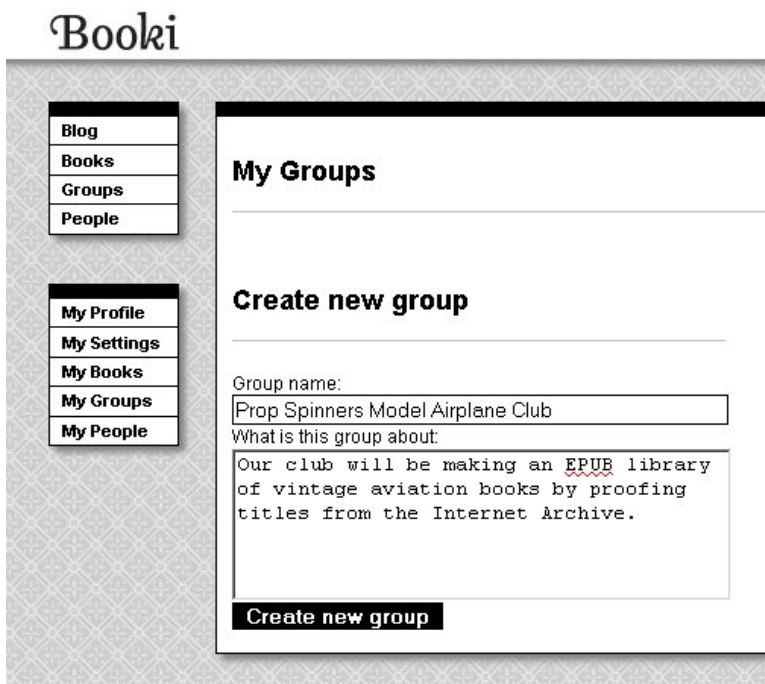 Booki
Blog
Books
Groups
People
My Profile
My Settings
My Books
My Groups
My People
My Groups
Create new group
Group name:
Prop Spinners Model Airplane Club
What is this group about:
Our club will be making an EPUB library
of vintage aviation books by proofing
titles from the Internet Archive.
Create new group